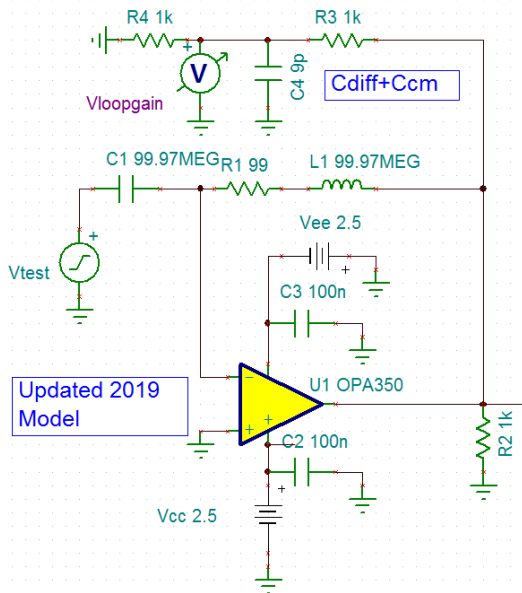 R4 1k
R3 1k
+
V
C4 9p
Cdiff+Ccm
Vloopgain
C1 99.97MEG
R1 99
L1 99.97MEG
+
Vtest
Vee 2.5
+
C3 100n
Updated 2019
Model
U1 OPA350
+
+
C2 100n
R2 1k
+
Vcc 2.5